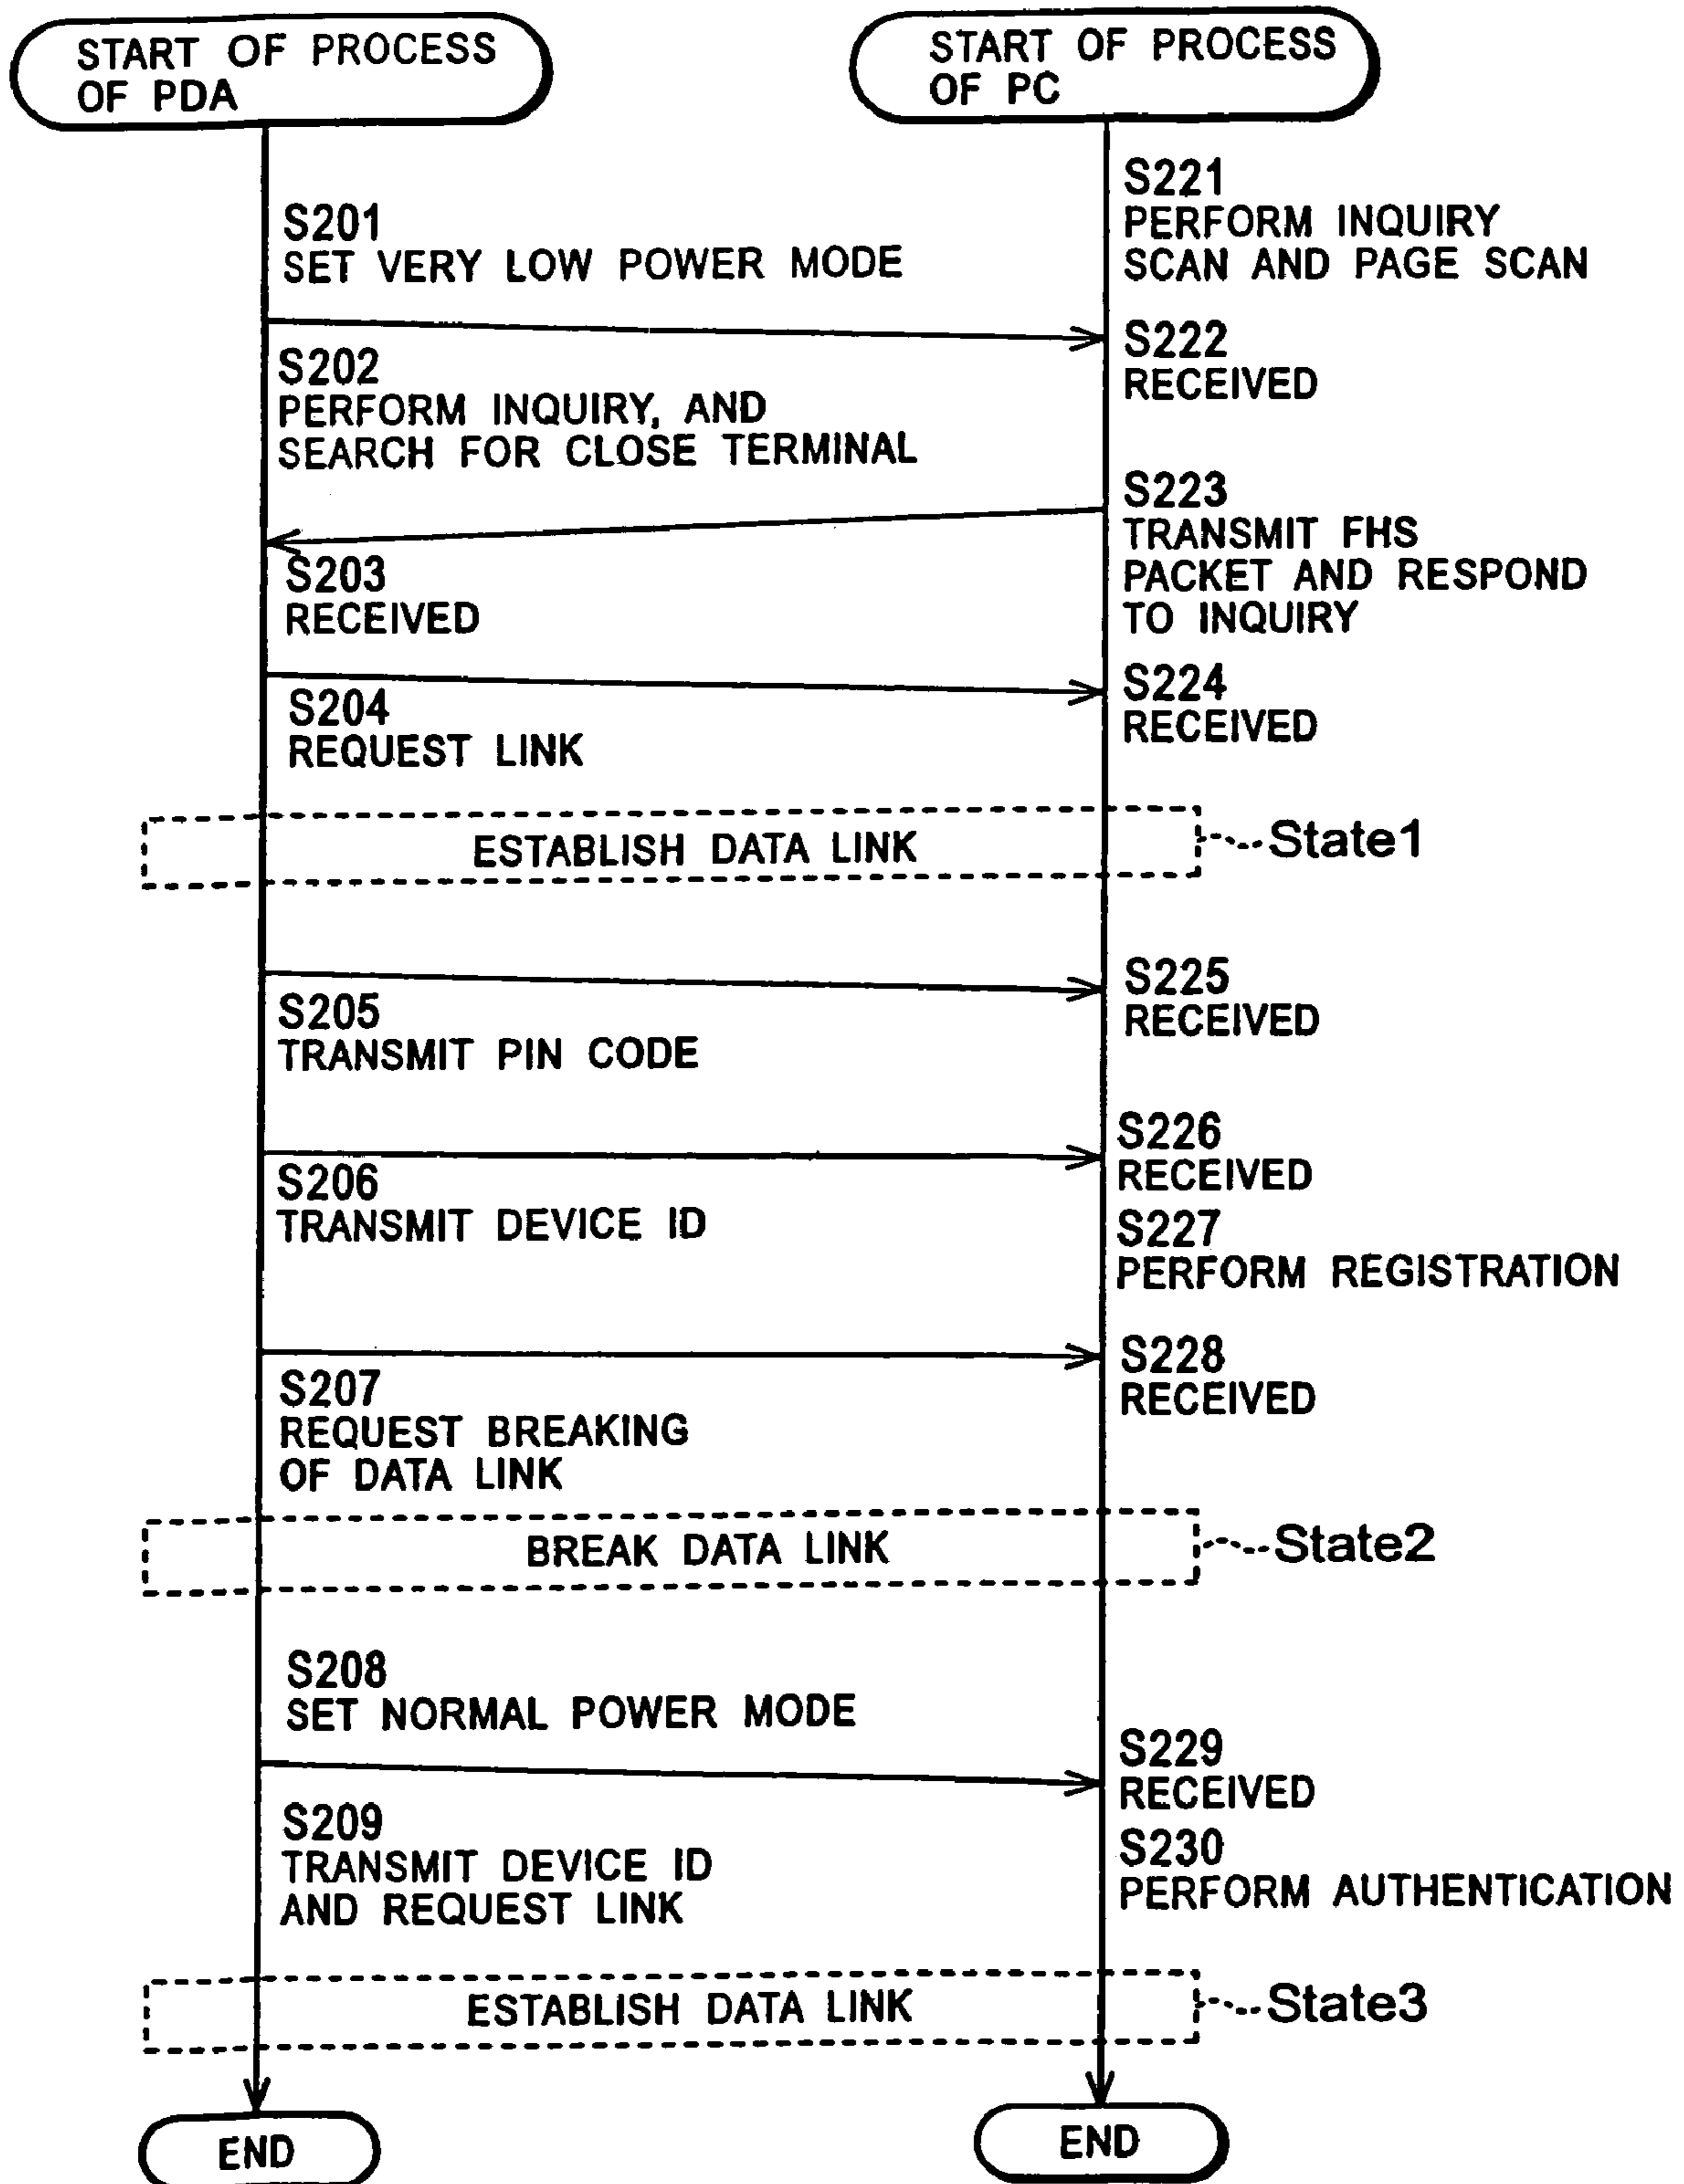 START OF PROCESS
OF PDA
START OF PROCESS
OF PC
S221
PERFORM INQUIRY
SCAN AND PAGE SCAN
S201
SET VERY LOW POWER MODE
S222
RECEIVED
S202
PERFORM INQUIRY, AND
SEARCH FOR CLOSE TERMINAL
S223
TRANSMIT FHS
PACKET AND RESPOND
TO INQUIRY
S203
RECEIVED
S224
RECEIVED
S204
REQUEST LINK
ESTABLISH DATA LINK
State1
S225
RECEIVED
S205
TRANSMIT PIN CODE
S226
RECEIVED
S206
TRANSMIT DEVICE ID
S227
PERFORM REGISTRATION
S228
RECEIVED
S207
REQUEST BREAKING
OF DATA LINK
BREAK DATA LINK
State2
S208
SET NORMAL POWER MODE
S229
RECEIVED
S209
TRANSMIT DEVICE ID
AND REQUEST LINK
S230
PERFORM AUTHENTICATION
ESTABLISH DATA LINK
State3
END
END